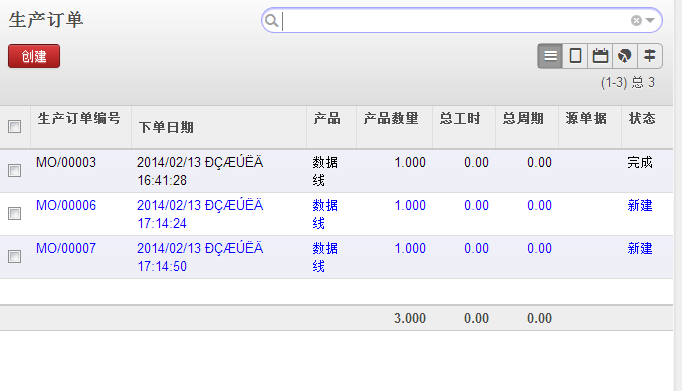 生产订单
创建
(1-3) 总 3
生产订单编号 下单日期 产品 产品数量 总工时 总周期 源单据 状态
MO/00003 2014/02/13 ÐÇÆÚËÄ 数据 1.000 0.00 0.00 完成
16:41:28 线
MO/00006 2014/02/13 ÐÇÆÚËÄ 数据 1.000 0.00 0.00 新建
17:14:24 线
MO/00007 2014/02/13 ÐÇÆÚËÄ 数据 1.000 0.00 0.00 新建
17:14:50 线
3.000 0.00 0.00